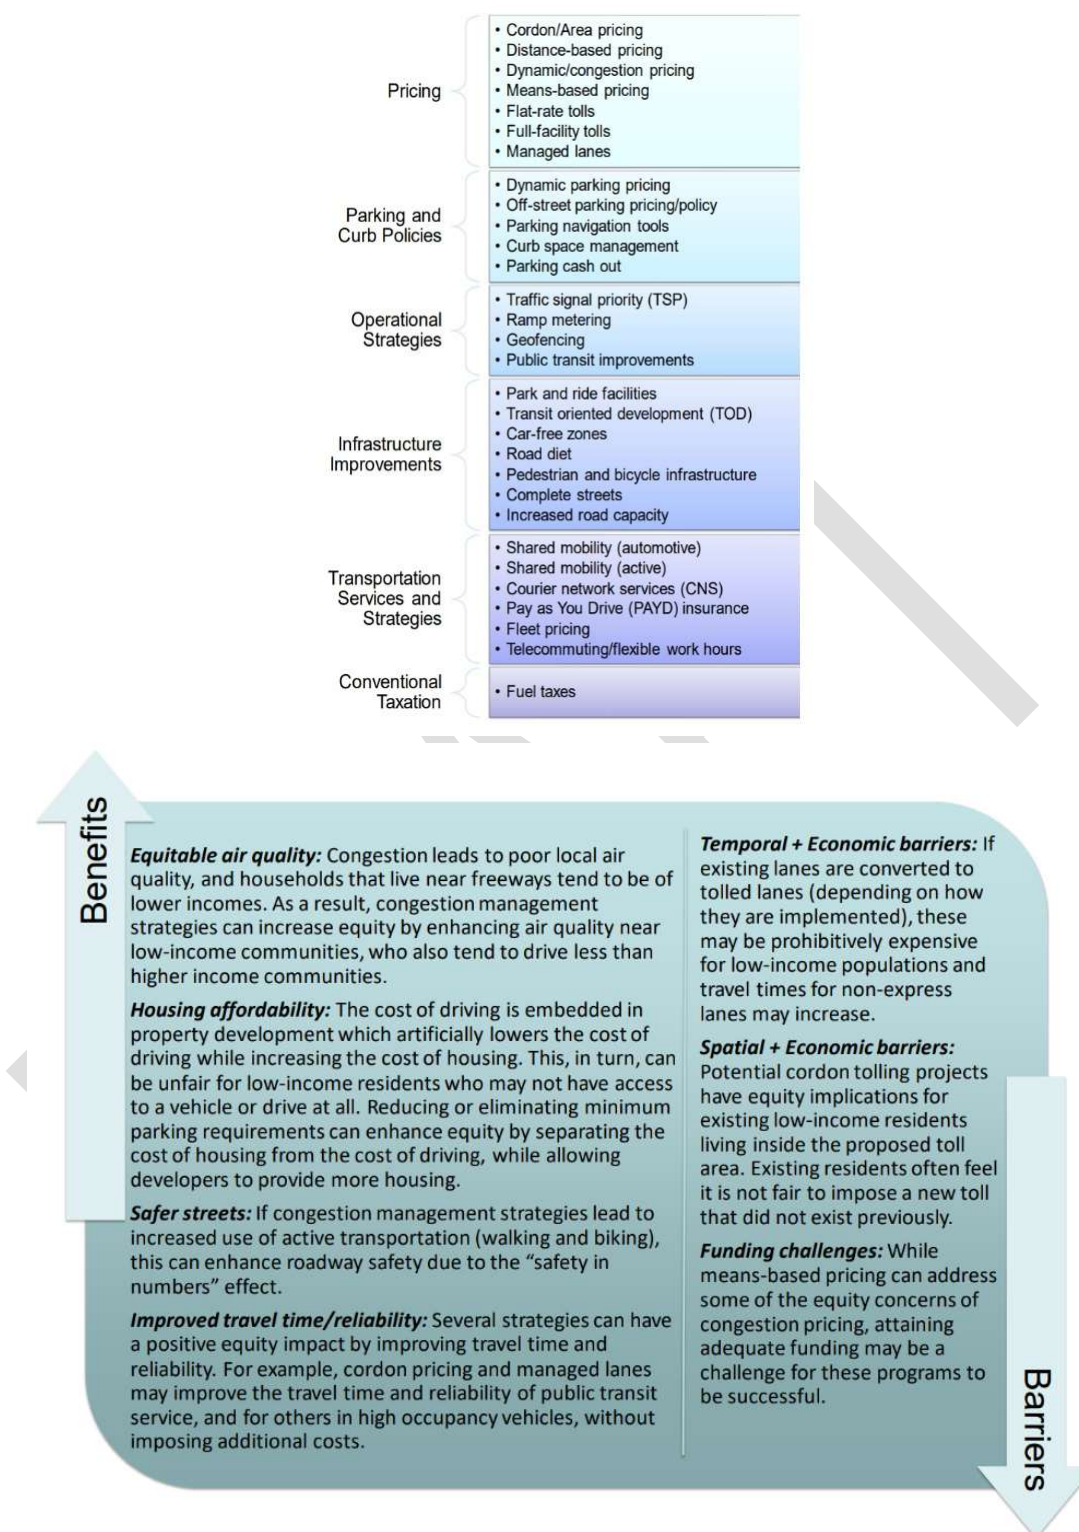 Pricing
• Cordon/Area pricing
• Distance-based pricing
• Dynamic/congestion pricing
• Means-based pricing
• Flat-rate tolls
• Full-facility tolls
• Managed lanes
Parking and
Curb Policies
• Dynamic parking pricing
• Off-street parking pricing/policy
• Parking navigation tools
• Curb space management
• Parking cash out
Operational
Strategies
• Traffic signal priority (TSP)
• Ramp metering
• Geofencing
• Public transit improvements
Infrastructure
Improvements
• Park and ride facilities
• Transit oriented development (TOD)
• Car-free zones
• Road diet
• Pedestrian and bicycle infrastructure
• Complete streets
• Increased road capacity
Transportation
Services and
Strategies
• Shared mobility (automotive)
• Shared mobility (active)
• Courier network services (CNS)
• Pay as You Drive (PAYD) insurance
• Fleet pricing
• Telecommuting/flexible work hours
Conventional
Taxation
• Fuel taxes
Benefits
Equitable air quality: Congestion leads to poor local air
quality, and households that live near freeways tend to be of
lower incomes. As a result, congestion management
strategies can increase equity by enhancing air quality near
low-income communities, who also tend to drive less than
higher income communities.
Housing affordability: The cost of driving is embedded in
property development which artificially lowers the cost of
driving while increasing the cost of housing. This, in turn, can
be unfair for low-income residents who may not have access
to a vehicle or drive at all. Reducing or eliminating minimum
parking requirements can enhance equity by separating the
cost of housing from the cost of driving, while allowing
developers to provide more housing.
Safer streets: If congestion management strategies lead to
increased use of active transportation (walking and biking),
this can enhance roadway safety due to the “safety in
numbers” effect.
Improved travel time/reliability: Several strategies can have
a positive equity impact by improving travel time and
reliability. For example, cordon pricing and managed lanes
may improve the travel time and reliability of public transit
service, and for others in high occupancy vehicles, without
imposing additional costs.
Temporal + Economic barriers: If
existing lanes are converted to
tolled lanes (depending on how
they are implemented), these
may be prohibitively expensive
for low-income populations and
travel times for non-express
lanes may increase.
Spatial + Economic barriers:
Potential cordon tolling projects
have equity implications for
existing low-income residents
living inside the proposed toll
area. Existing residents often feel
it is not fair to impose a new toll
that did not exist previously.
Funding challenges: While
means-based pricing can address
some of the equity concerns of
congestion pricing, attaining
adequate funding may be a
challenge for these programs to
be successful.
Barriers